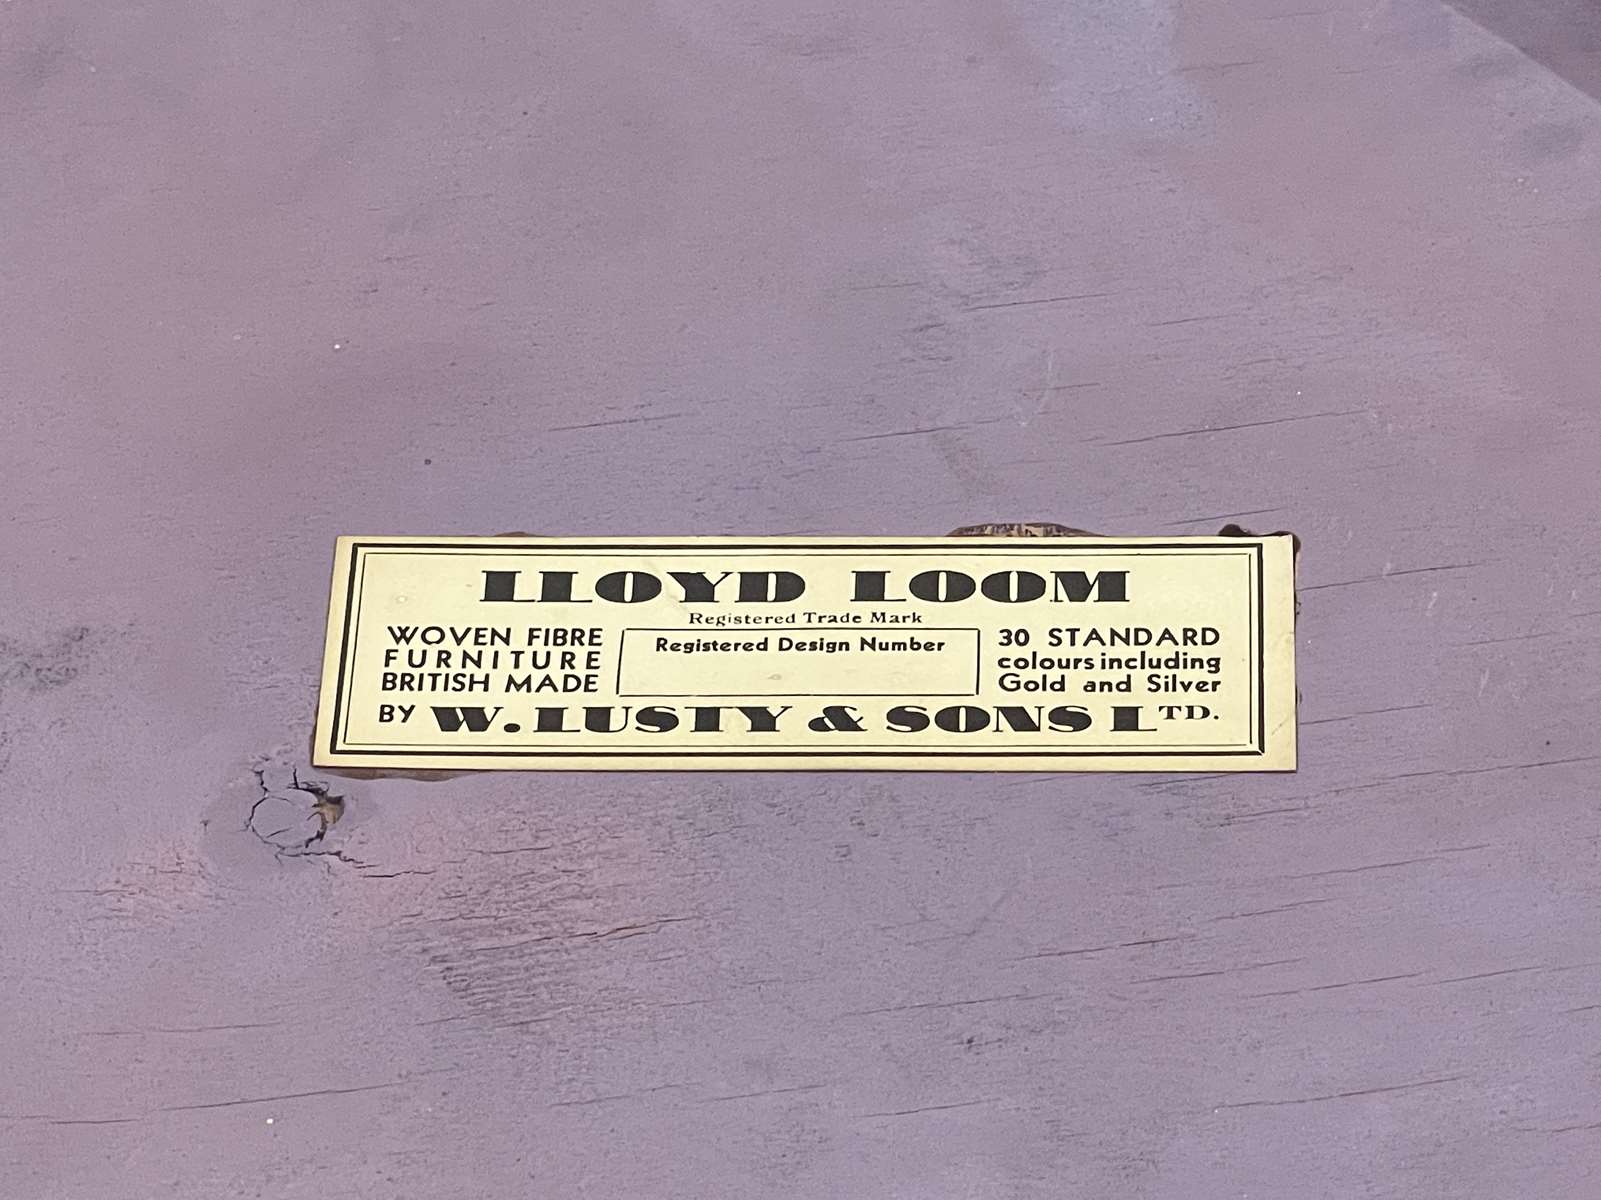 LLOYD LOOM
Registered Trade Mark
WOVEN FIBRE
FURNITURE
BRITISH MADE
Registered Design Number
30 STANDARD
colours including
Gold and Silver
BY W. LUSTY & SONS LTD.